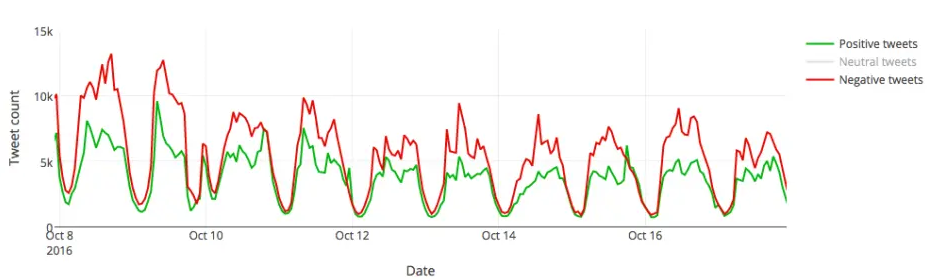 15k
10k
5k
0
Tweet count
Oct 8
2016
Oct 10
Oct 12
Oct 14
Oct 16
Date
Positive tweets
Neutral tweets
Negative tweets